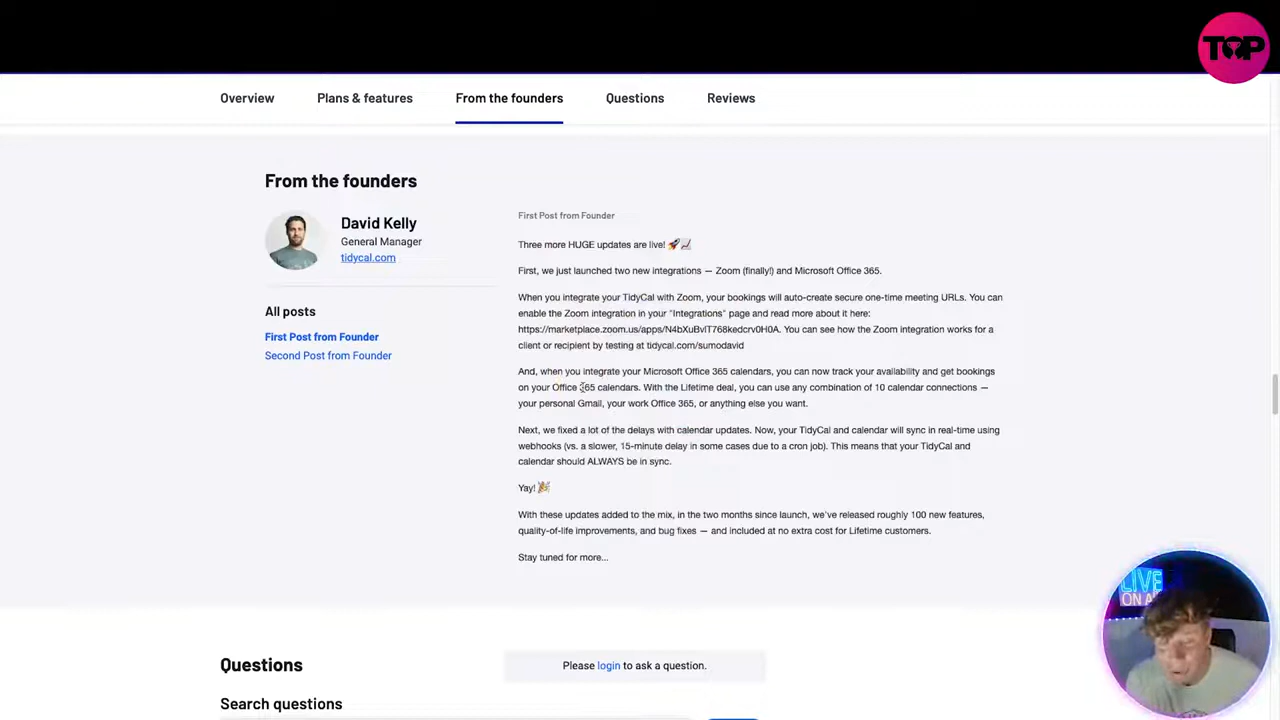 TOP
Overview
Plans & features
From the founders
Questions
Reviews
From the founders
David Kelly
General Manager
tidycal.com
All posts
First Post from Founder
Second Post from Founder
First Post from Founder
Three more HUGE updates are live! 🚀📈
First, we just launched two new integrations — Zoom (finally!) and Microsoft Office 365.
When you integrate your TidyCal with Zoom, your bookings will auto-create secure one-time meeting URLs. You can
enable the Zoom integration in your "Integrations" page and read more about it here:
https://marketplace.zoom.us/apps/N4bXuBvlT768kedcrv0H0A. You can see how the Zoom integration works for a
client or recipient by testing at tidycal.com/sumodavid
And, when you integrate your Microsoft Office 365 calendars, you can now track your availability and get bookings
on your Office 365 calendars. With the Lifetime deal, you can use any combination of 10 calendar connections —
your personal Gmail, your work Office 365, or anything else you want.
Next, we fixed a lot of the delays with calendar updates. Now, your TidyCal and calendar will sync in real-time using
webhooks (vs. a slower, 15-minute delay in some cases due to a cron job). This means that your TidyCal and
calendar should ALWAYS be in sync.
Yay! 🎉
With these updates added to the mix, in the two months since launch, we've released roughly 100 new features,
quality-of-life improvements, and bug fixes — and included at no extra cost for Lifetime customers.
Stay tuned for more...
Questions
Please login to ask a question.
Search questions
LIVE
ON A